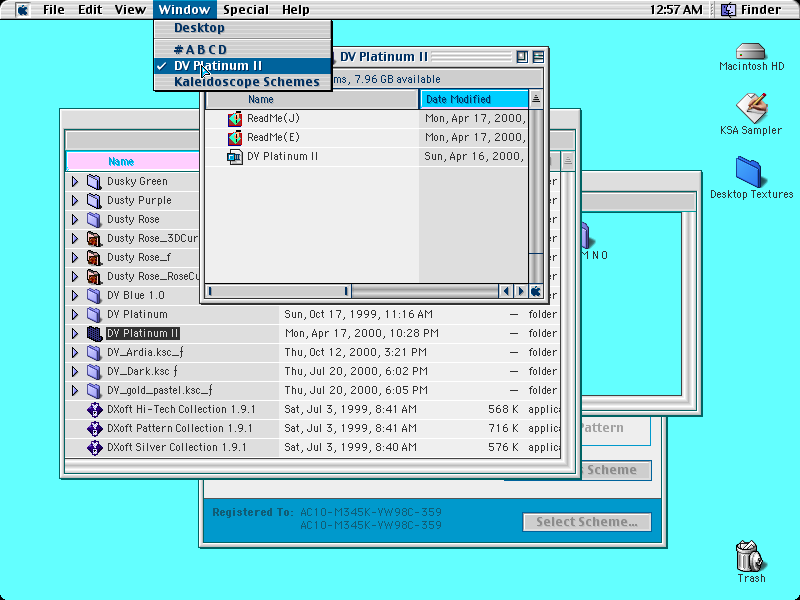 File Edit View Window Special Help 12:57 AM Finder
Desktop
# A B C D
✓ DV Platinum II
Kaleidoscope Schemes
DV Platinum II
ms, 7.96 GB available
Name Date Modified
ReadMe(J) Mon, Apr 17, 2000,
ReadMe(E) Mon, Apr 17, 2000,
DV Platinum II Sun, Apr 16, 2000,
Name
Dusky Green er
Dusty Purple er
Dusty Rose er
Dusty Rose_3DCur er
Dusty Rose_f er
Dusty Rose_RoseCu er
DV Blue 1.0 er
DV Platinum Sun, Oct 17, 1999, 11:16 AM — folder
DV Platinum II Mon, Apr 17, 2000, 10:28 PM — folder
DV_Ardia.ksc_ƒ Thu, Oct 12, 2000, 3:21 PM — folder
DV_Dark.ksc ƒ Thu, Jul 20, 2000, 6:02 PM — folder
DV_gold_pastel.ksc_ƒ Thu, Jul 20, 2000, 6:05 PM — folder
DXoft Hi-Tech Collection 1.9.1 Sat, Jul 3, 1999, 8:41 AM 568 K applica
DXoft Pattern Collection 1.9.1 Sat, Jul 3, 1999, 8:41 AM 716 K applica
DXoft Silver Collection 1.9.1 Sat, Jul 3, 1999, 8:40 AM 576 K applica
M N O
Pattern
Scheme
Registered To: AC10-M345K-YW98C-359
AC10-M345K-YW98C-359
Select Scheme...
Macintosh HD
KSA Sampler
Desktop Textures
Trash